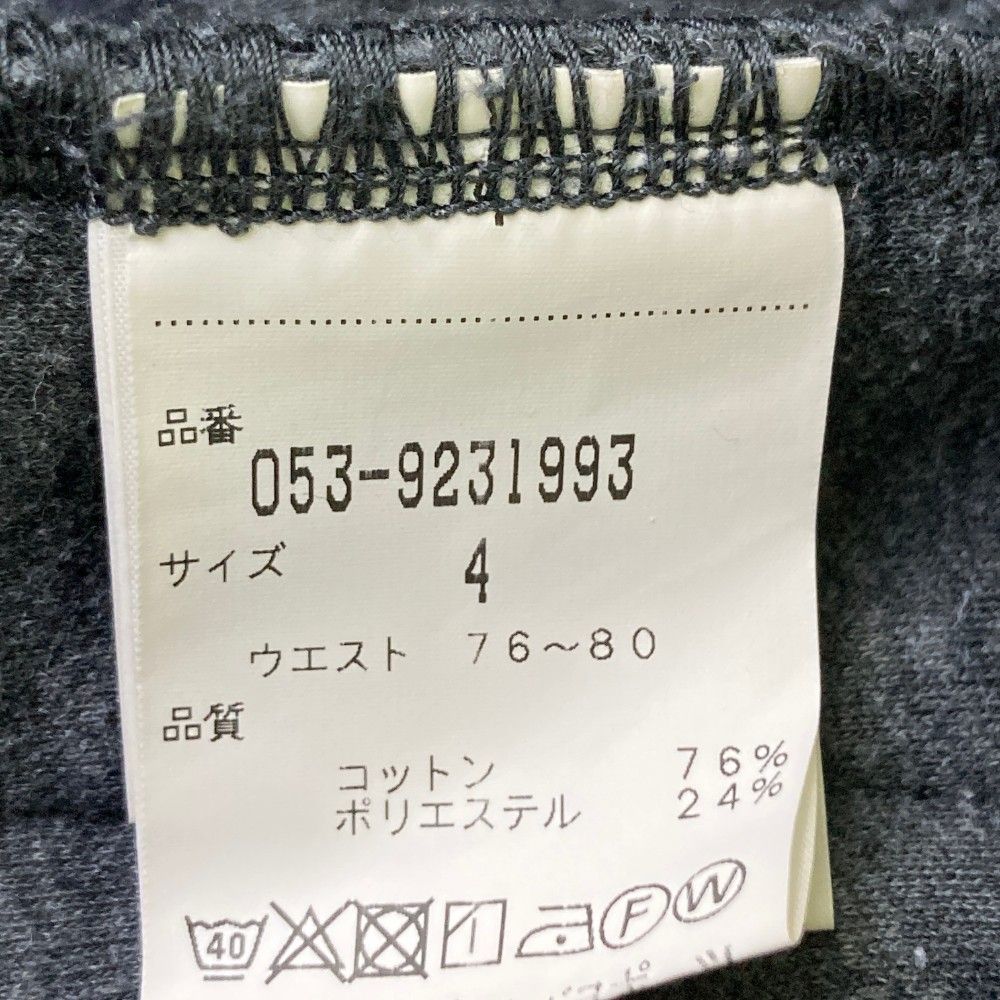 品番
053-9231993
サイズ 4
ウエスト 76～80
品質
コットン 76%
ポリエステル 24%
40 F W